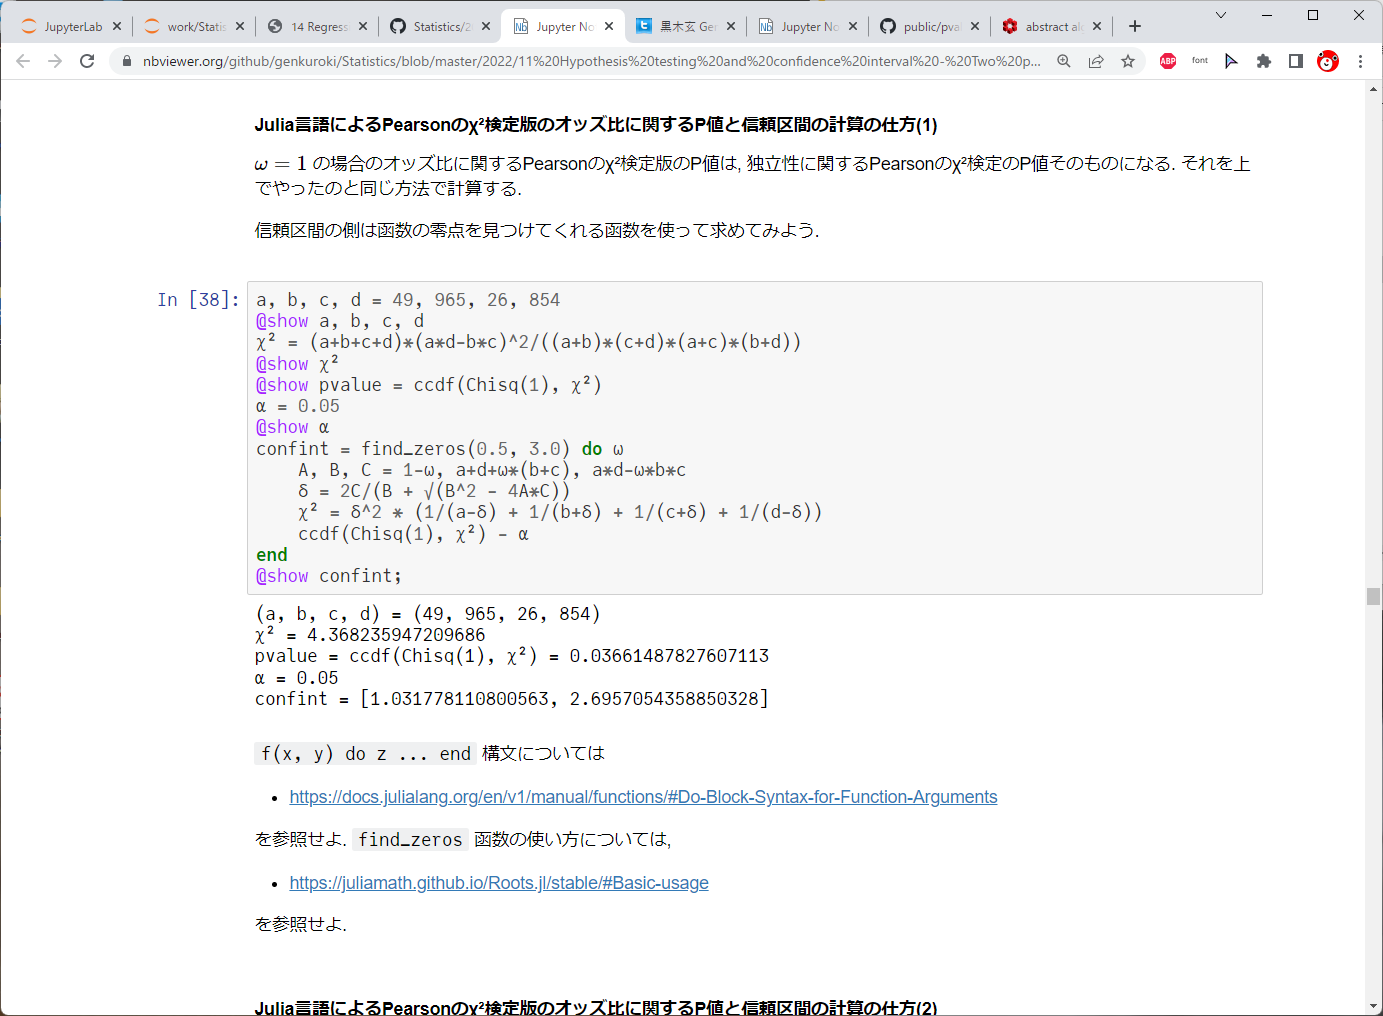 JupyterLab
work/Statis
14 Regress
Statistics/20
Jupyter No
黒木玄 Gen
Jupyter No
public/pval
abstract alg
nbviewer.org/github/genkuroki/Statistics/blob/master/2022/11%20Hypothesis%20testing%20and%20confidence%20interval%20-%20Two%20p...
ABP
font
Julia言語によるPearsonのχ²検定版のオッズ比に関するP値と信頼区間の計算の仕方(1)
ω = 1 の場合のオッズ比に関するPearsonのχ²検定版のP値は, 独立性に関するPearsonのχ²検定のP値そのものになる. それを上
でやったのと同じ方法で計算する.
信頼区間の側は函数の零点を見つけてくれる函数を使って求めてみよう.
In [38]:
a, b, c, d = 49, 965, 26, 854
@show a, b, c, d
χ² = (a+b+c+d)*(a*d-b*c)^2/((a+b)*(c+d)*(a+c)*(b+d))
@show χ²
@show pvalue = ccdf(Chisq(1), χ²)
α = 0.05
@show α
confint = find_zeros(0.5, 3.0) do ω
    A, B, C = 1-ω, a+d+ω*(b+c), a*d-ω*b*c
    δ = 2C/(B + √(B^2 - 4A*C))
    χ² = δ^2 * (1/(a-δ) + 1/(b+δ) + 1/(c+δ) + 1/(d-δ))
    ccdf(Chisq(1), χ²) - α
end
@show confint;
(a, b, c, d) = (49, 965, 26, 854)
χ² = 4.368235947209686
pvalue = ccdf(Chisq(1), χ²) = 0.03661487827607113
α = 0.05
confint = [1.031778110800563, 2.6957054358850328]
f(x, y) do z ... end 構文については
• https://docs.julialang.org/en/v1/manual/functions/#Do-Block-Syntax-for-Function-Arguments
を参照せよ. find_zeros 函数の使い方については,
• https://juliamath.github.io/Roots.jl/stable/#Basic-usage
を参照せよ.
Julia言語によるPearsonのχ²検定版のオッズ比に関するP値と信頼区間の計算の仕方(2)